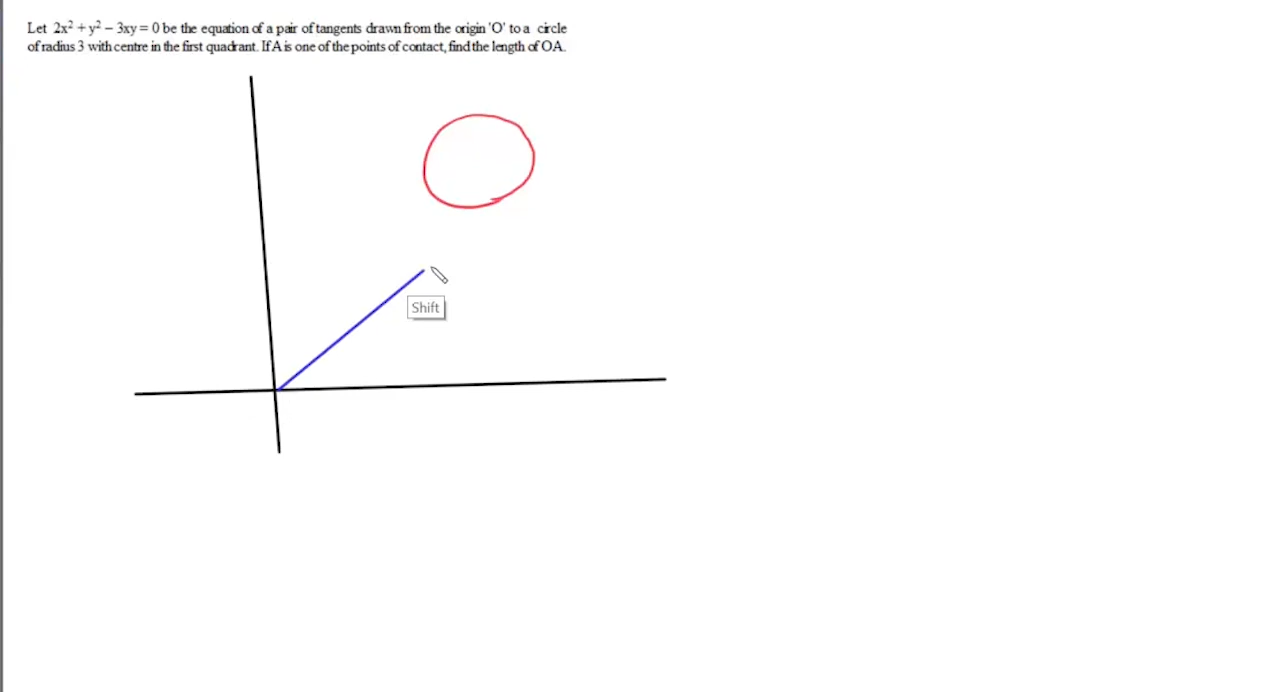 Let 2x² + y² – 3xy = 0 be the equation of a pair of tangents drawn from the origin 'O' to a circle
of radius 3 with centre in the first quadrant. If A is one of the points of contact, find the length of OA.
Shift